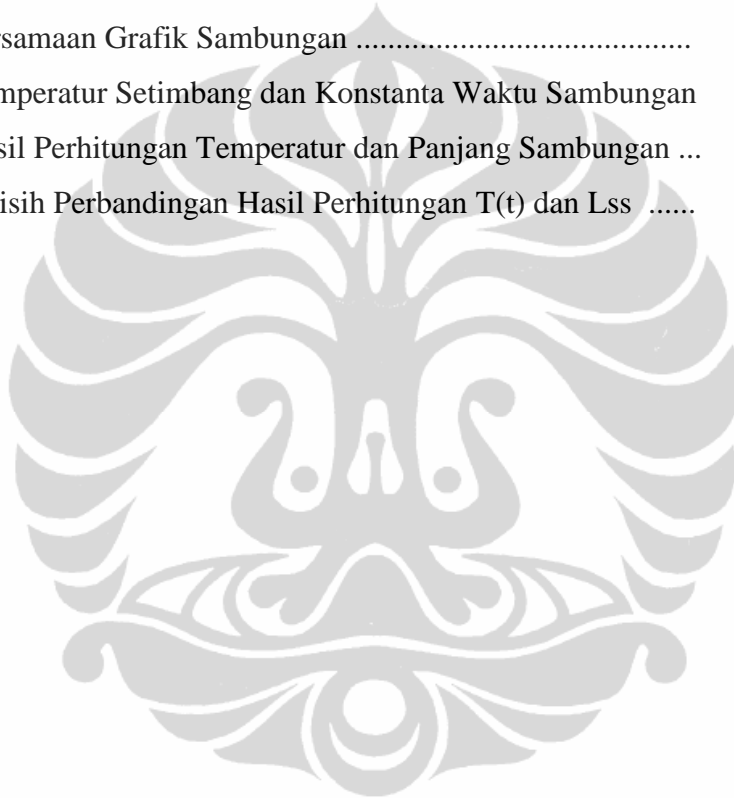 rsamaan Grafik Sambungan ..........................................
mperatur Setimbang dan Konstanta Waktu Sambungan
sil Perhitungan Temperatur dan Panjang Sambungan ...
isih Perbandingan Hasil Perhitungan T(t) dan Lss ......